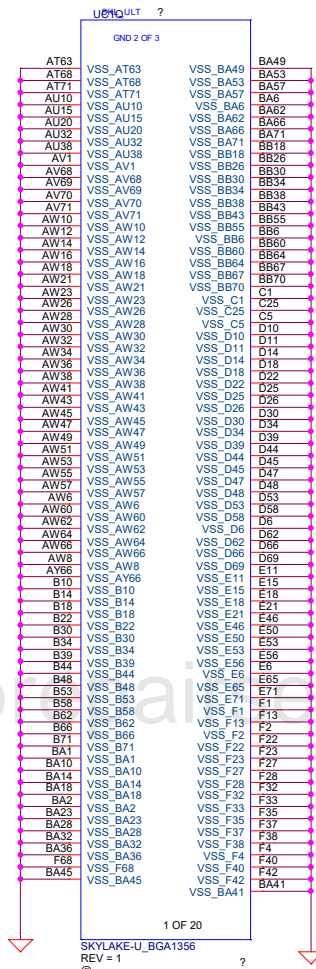 UC1Q
SKL_ULT
?
GND 2 OF 3
AT63 VSS_AT63 VSS_BA49 BA49
AT68 VSS_AT68 VSS_BA53 BA53
AT71 VSS_AT71 VSS_BA57 BA57
AU10 VSS_AU10 VSS_BA6 BA6
AU15 VSS_AU15 VSS_BA62 BA62
AU20 VSS_AU20 VSS_BA66 BA66
AU32 VSS_AU32 VSS_BA71 BA71
AU38 VSS_AU38 VSS_BB18 BB18
AV1 VSS_AV1 VSS_BB26 BB26
AV68 VSS_AV68 VSS_BB30 BB30
AV69 VSS_AV69 VSS_BB34 BB34
AV70 VSS_AV70 VSS_BB38 BB38
AV71 VSS_AV71 VSS_BB43 BB43
AW10 VSS_AW10 VSS_BB55 BB55
AW12 VSS_AW12 VSS_BB6 BB6
AW14 VSS_AW14 VSS_BB60 BB60
AW16 VSS_AW16 VSS_BB64 BB64
AW18 VSS_AW18 VSS_BB67 BB67
AW21 VSS_AW21 VSS_BB70 BB70
AW23 VSS_AW23 VSS_C1 C1
AW26 VSS_AW26 VSS_C25 C25
AW28 VSS_AW28 VSS_C5 C5
AW30 VSS_AW30 VSS_D10 D10
AW32 VSS_AW32 VSS_D11 D11
AW34 VSS_AW34 VSS_D14 D14
AW36 VSS_AW36 VSS_D18 D18
AW38 VSS_AW38 VSS_D22 D22
AW41 VSS_AW41 VSS_D25 D25
AW43 VSS_AW43 VSS_D26 D26
AW45 VSS_AW45 VSS_D30 D30
AW47 VSS_AW47 VSS_D34 D34
AW49 VSS_AW49 VSS_D39 D39
AW51 VSS_AW51 VSS_D44 D44
AW53 VSS_AW53 VSS_D45 D45
AW55 VSS_AW55 VSS_D47 D47
AW57 VSS_AW57 VSS_D48 D48
AW6 VSS_AW6 VSS_D53 D53
AW60 VSS_AW60 VSS_D58 D58
AW62 VSS_AW62 VSS_D6 D6
AW64 VSS_AW64 VSS_D62 D62
AW66 VSS_AW66 VSS_D66 D66
AW8 VSS_AW8 VSS_D69 D69
AY66 VSS_AY66 VSS_E11 E11
B10 VSS_B10 VSS_E15 E15
B14 VSS_B14 VSS_E18 E18
B18 VSS_B18 VSS_E21 E21
B22 VSS_B22 VSS_E46 E46
B30 VSS_B30 VSS_E50 E50
B34 VSS_B34 VSS_E53 E53
B39 VSS_B39 VSS_E56 E56
B44 VSS_B44 VSS_E6 E6
B48 VSS_B48 VSS_E65 E65
B53 VSS_B53 VSS_E71 E71
B58 VSS_B58 VSS_F1 F1
B62 VSS_B62 VSS_F13 F13
B66 VSS_B66 VSS_F2 F2
B71 VSS_B71 VSS_F22 F22
BA1 VSS_BA1 VSS_F23 F23
BA10 VSS_BA10 VSS_F27 F27
BA14 VSS_BA14 VSS_F28 F28
BA18 VSS_BA18 VSS_F32 F32
BA2 VSS_BA2 VSS_F33 F33
BA23 VSS_BA23 VSS_F35 F35
BA28 VSS_BA28 VSS_F37 F37
BA32 VSS_BA32 VSS_F38 F38
BA36 VSS_BA36 VSS_F4 F4
F68 VSS_F68 VSS_F40 F40
BA45 VSS_BA45 VSS_F42 F42
VSS_BA41 BA41
1 OF 20
SKYLAKE-U_BGA1356
REV = 1
?
@